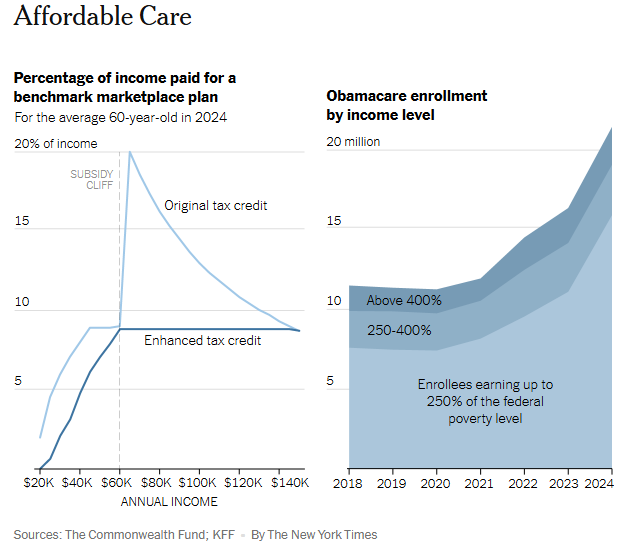 Affordable Care
Percentage of income paid for a
benchmark marketplace plan
For the average 60-year-old in 2024
20% of income
SUBSIDY
CLIFF
Original tax credit
15
10
Enhanced tax credit
5
$20K $40K $60K $80K $100K $120K $140K
ANNUAL INCOME
Obamacare enrollment
by income level
20 million
15
10
Above 400%
250-400%
5
Enrollees earning up to
250% of the federal
poverty level
2018 2019 2020 2021 2022 2023 2024
Sources: The Commonwealth Fund; KFF • By The New York Times